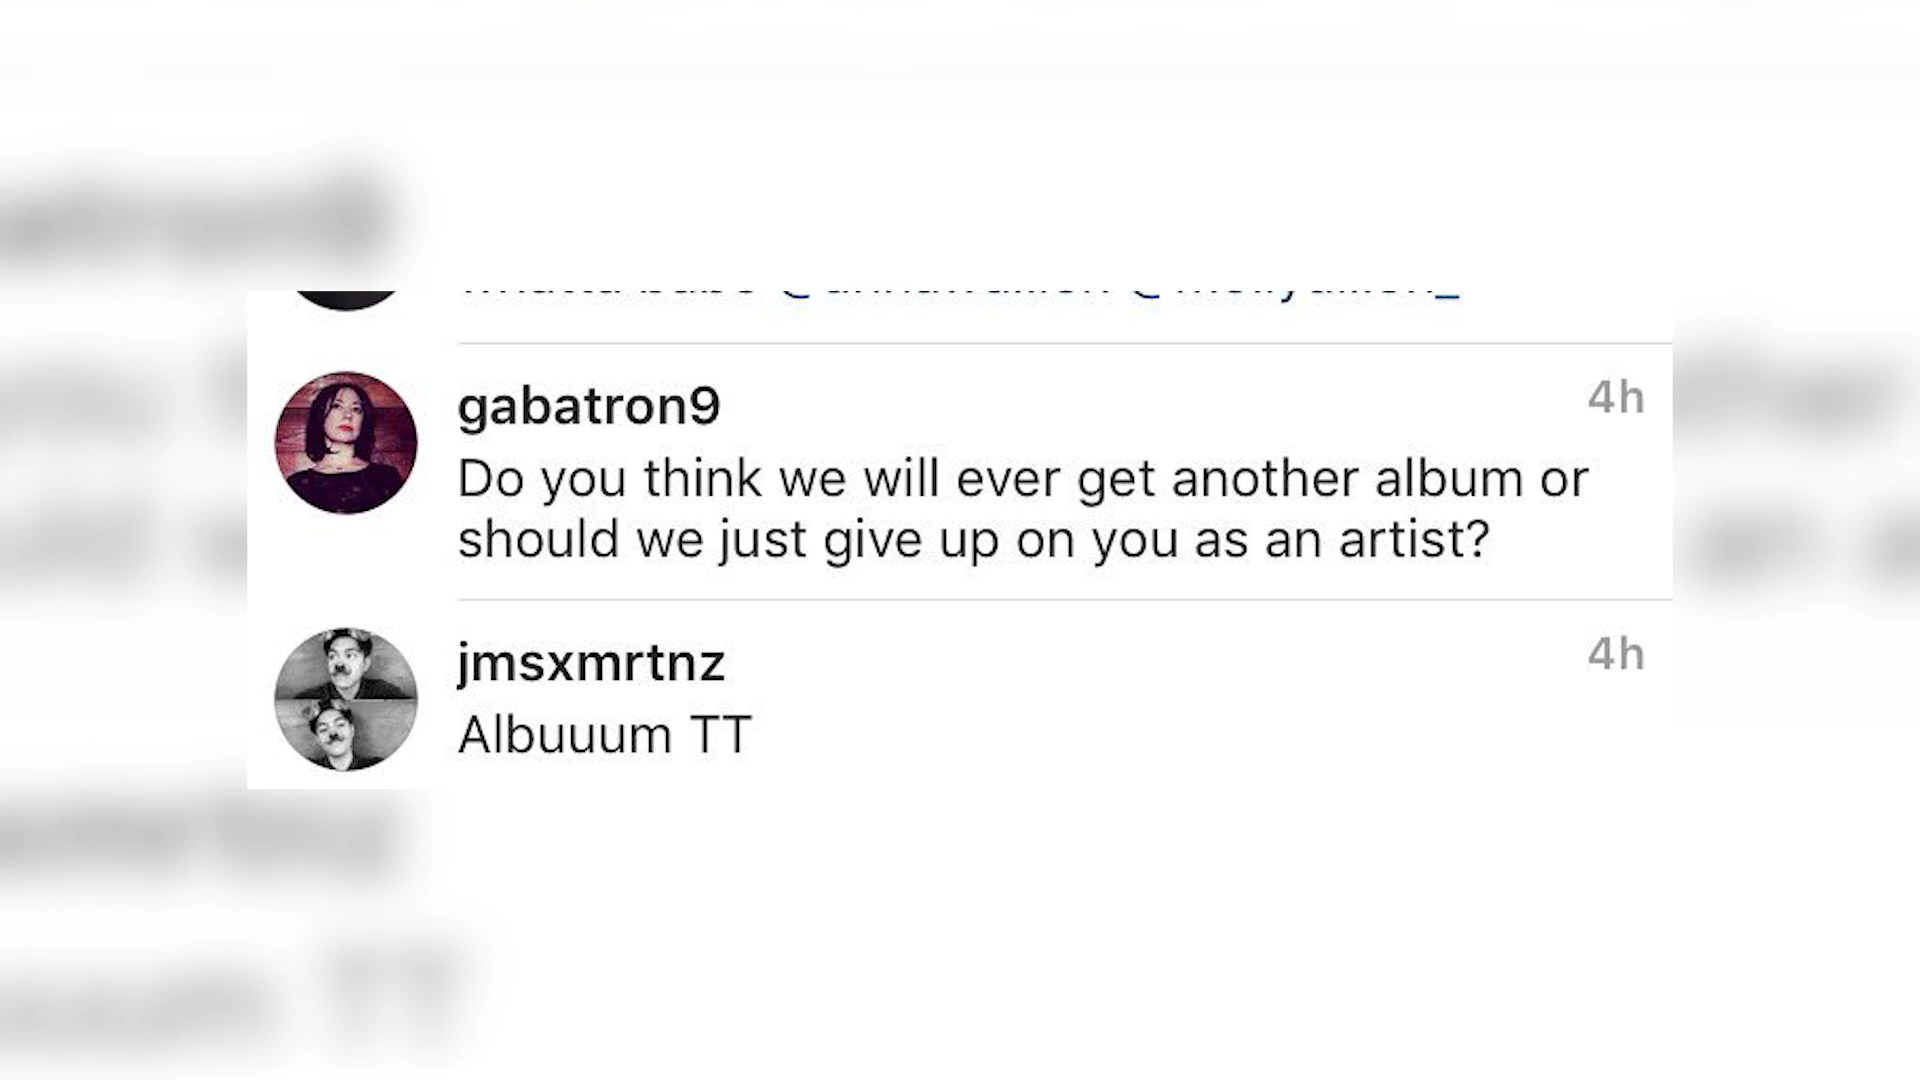 gabatron9
4h
Do you think we will ever get another album or
should we just give up on you as an artist?
jmsxmrtnz
4h
Albuuum TT